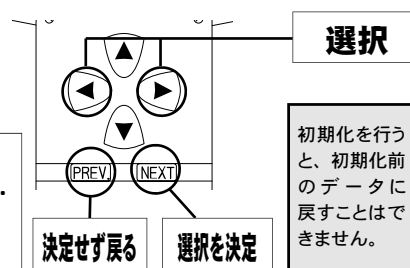 選択
初期化を行う
と、初期化前
のデータに
戻すことはで
きません。
PREV.
NEXT
決定せず戻る
選択を決定